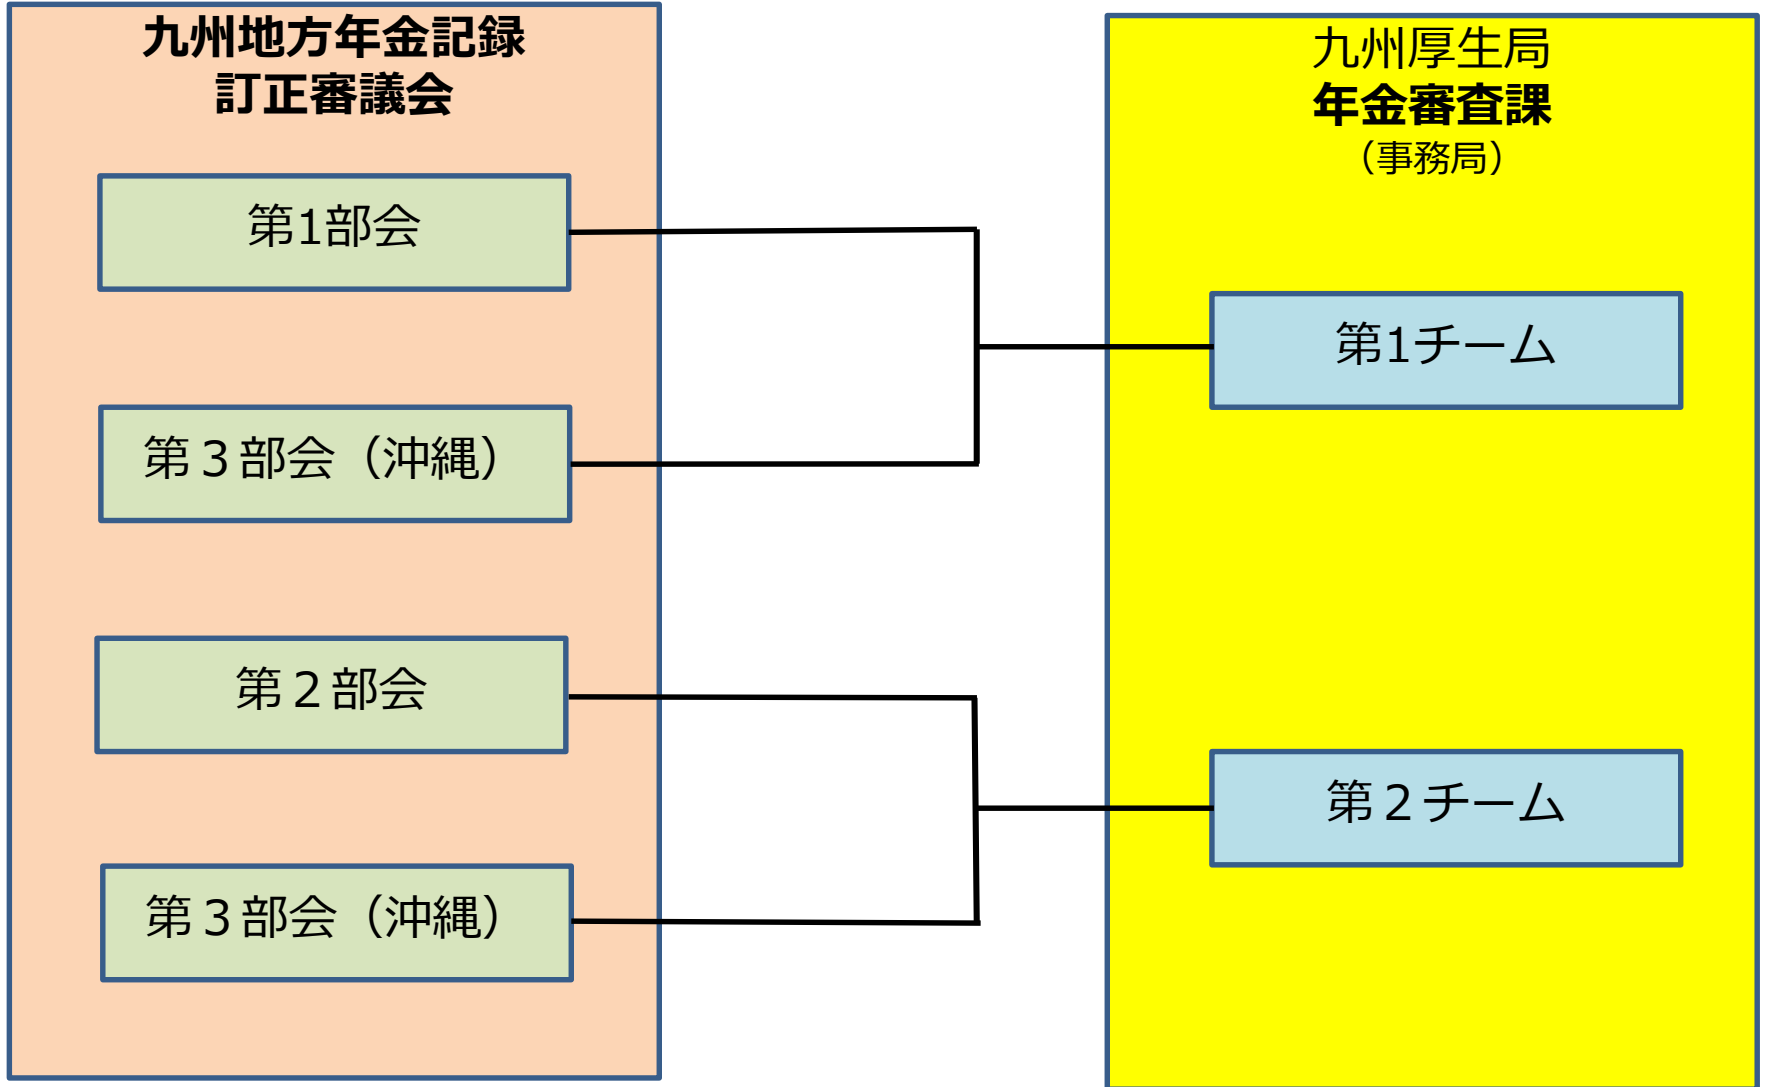 九州地方年金記録
訂正審議会
第1部会
第３部会（沖縄）
第２部会
第３部会（沖縄）
九州厚生局
年金審査課
（事務局）
第1チーム
第２チーム